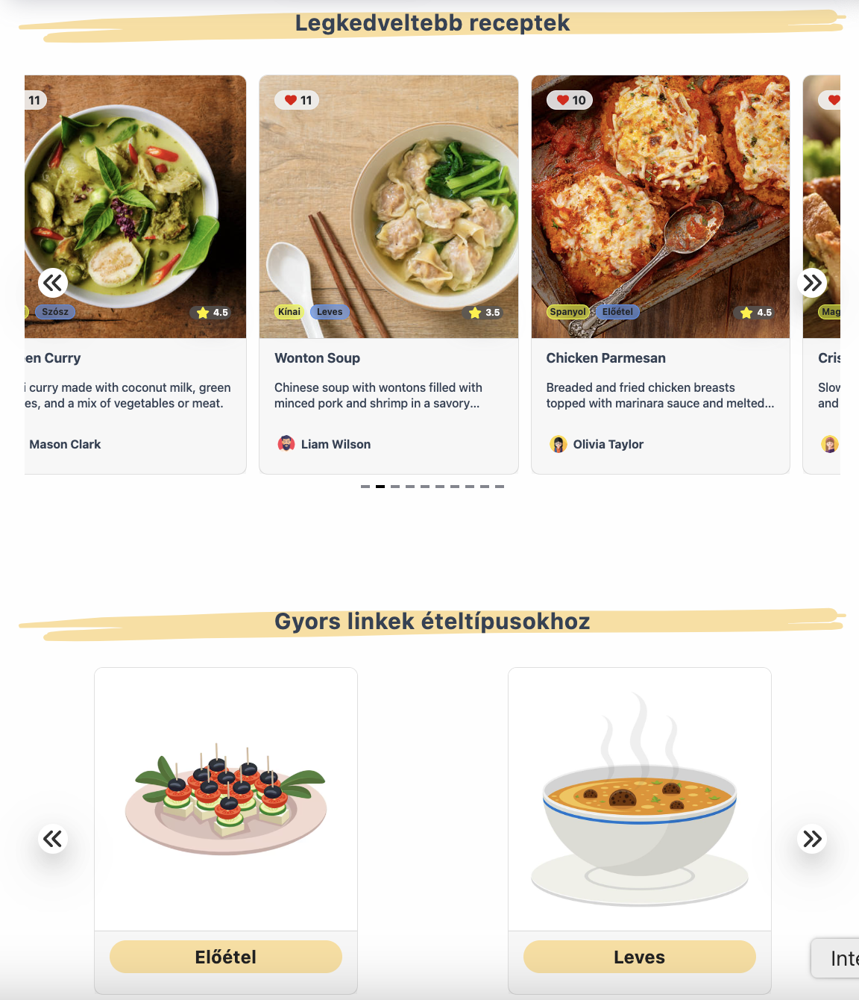 Legkedveltebb receptek
11
Szósz
4.5
en Curry
i curry made with coconut milk, green
es, and a mix of vegetables or meat.
Mason Clark
11
Kínai
Leves
3.5
Wonton Soup
Chinese soup with wontons filled with
minced pork and shrimp in a savory...
Liam Wilson
10
Spanyol
Előétel
4.5
Chicken Parmesan
Breaded and fried chicken breasts
topped with marinara sauce and melted...
Olivia Taylor
Mag
Cris
Slow
and
Gyors linkek ételtípusokhoz
Előétel
Leves
Inte